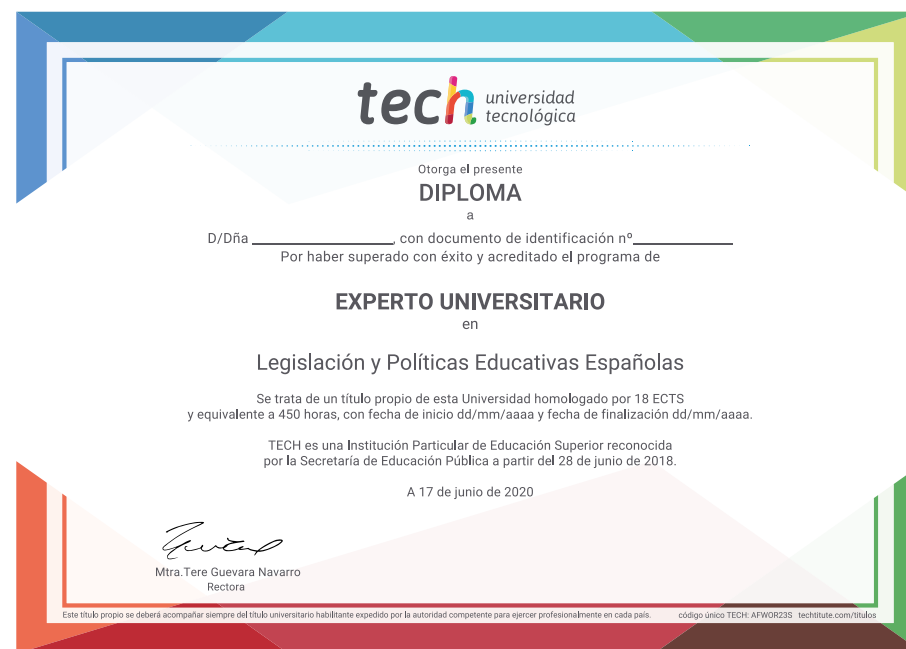 tech universidad
tecnológica
Otorga el presente
DIPLOMA
a
D/Dña ____________________, con documento de identificación nº______________
Por haber superado con éxito y acreditado el programa de
EXPERTO UNIVERSITARIO
en
Legislación y Políticas Educativas Españolas
Se trata de un título propio de esta Universidad homologado por 18 ECTS
y equivalente a 450 horas, con fecha de inicio dd/mm/aaaa y fecha de finalización dd/mm/aaaa.
TECH es una Institución Particular de Educación Superior reconocida
por la Secretaría de Educación Pública a partir del 28 de junio de 2018.
A 17 de junio de 2020
Mtra.Tere Guevara Navarro
Rectora
Este título propio se deberá acompañar siempre del título universitario habilitante expedido por la autoridad competente para ejercer profesionalmente en cada país. código único TECH: AFWOR23S techtitute.com/titulos